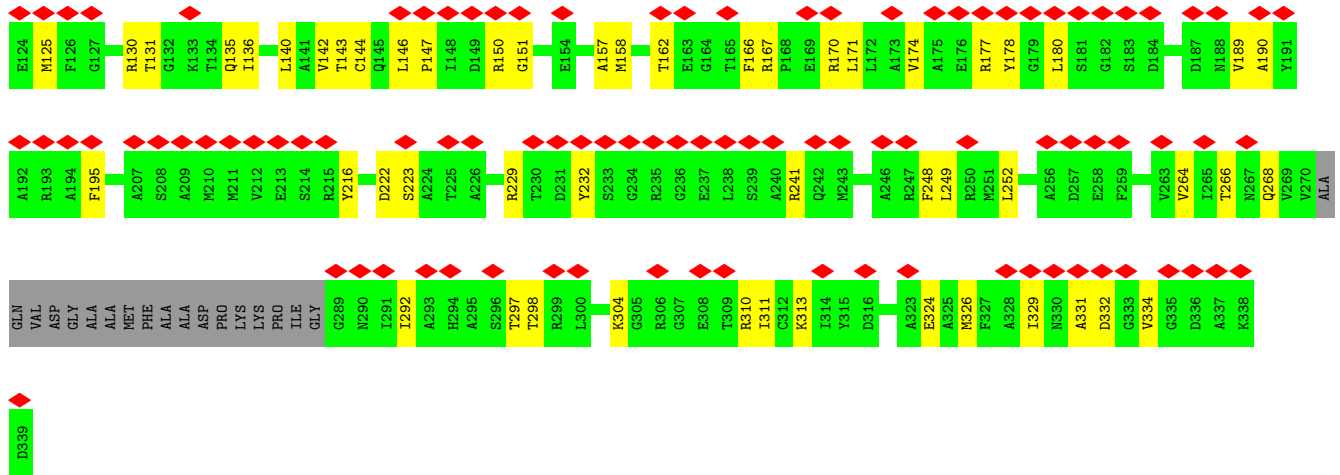 E124 M125 F126 G127 R130 T131 G132 K133 T134 Q135 I136 L140 A141 V142 T143 C144 Q145 L146 P147 I148 D149 R150 G151 E154 A157 M158 T162 E163 G164 T165 F166 R167 P168 E169 R170 L171 L172 A173 V174 A175 E176 R177 Y178 G179 L180 S181 G182 S183 D184 D187 N188 V189 A190 Y191
A192 R193 A194 F195 A207 S208 A209 M210 M211 V212 E213 S214 R215 Y216 D222 S223 A224 T225 A226 R229 T230 D231 Y232 S233 G234 R235 G236 E237 L238 S239 A240 R241 Q242 M243 A246 R247 F248 L249 R250 M251 L252 A256 D257 E258 F259 V263 V264 I265 T266 N267 Q268 V269 V270 ALA
GLN VAL ASP GLY ALA ALA MET PHE ALA ALA ASP PRO LYS LYS PRO ILE GLY G289 N290 I291 I292 A293 H294 A295 S296 T297 T298 R299 L300 K304 G305 R306 G307 E308 T309 R310 I311 C312 K313 I314 Y315 D316 A323 E324 A325 M326 F327 A328 I329 N330 A331 D332 G333 V334 G335 D336 A337 K338
D339